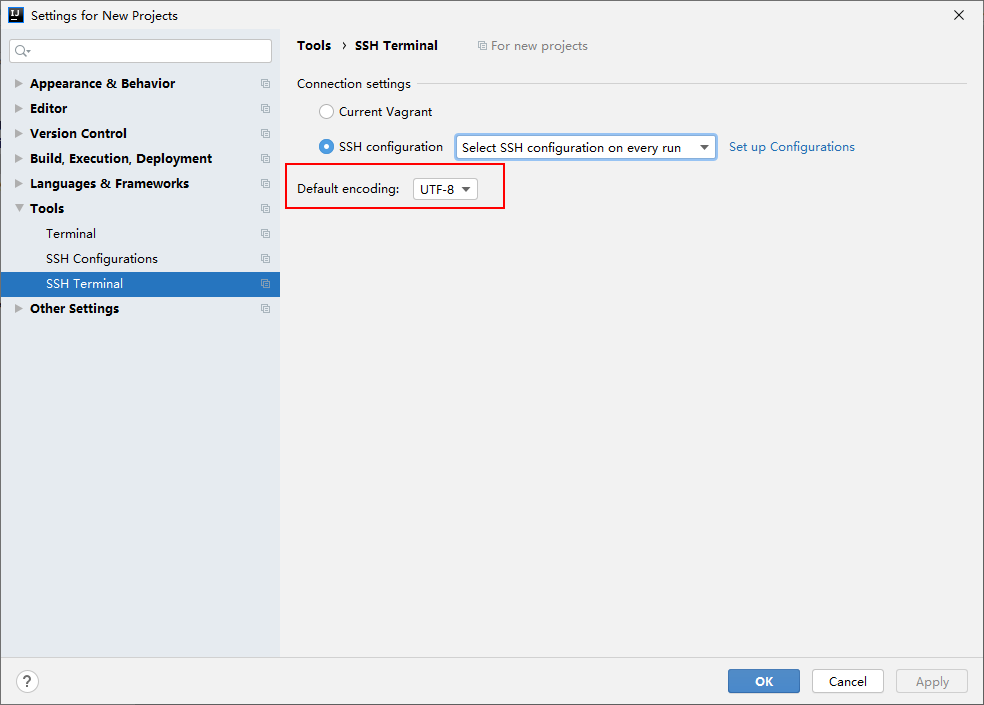 Settings for New Projects
Tools › SSH Terminal For new projects
Appearance & Behavior
Editor
Version Control
Build, Execution, Deployment
Languages & Frameworks
Tools
Terminal
SSH Configurations
SSH Terminal
Other Settings
Connection settings
Current Vagrant
SSH configuration Select SSH configuration on every run Set up Configurations
Default encoding: UTF-8
? OK Cancel Apply